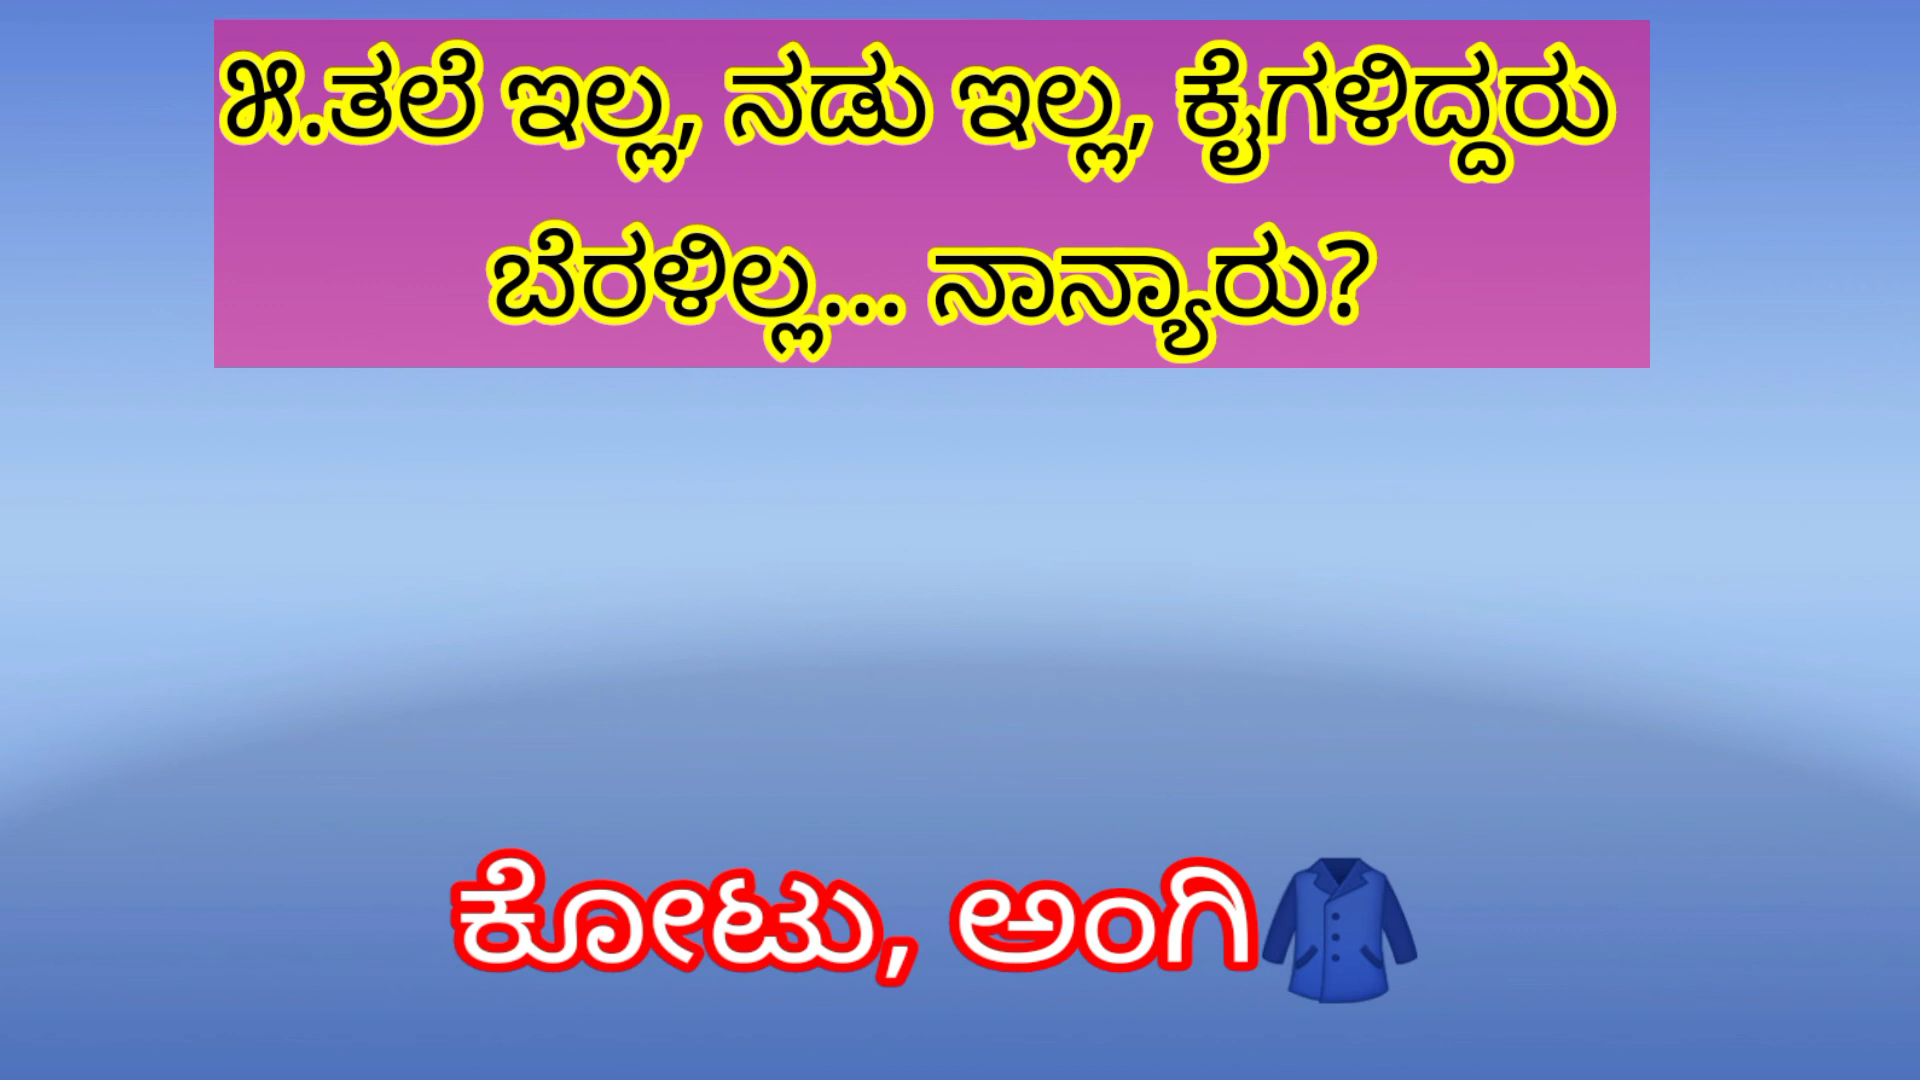 ೫.ತಲೆ ಇಲ್ಲ, ನಡು ಇಲ್ಲ, ಕೈಗಳಿದ್ದರು
ಬೆರಳಿಲ್ಲ... ನಾನ್ಯಾರು?
ಕೋಟು, ಅಂಗಿ